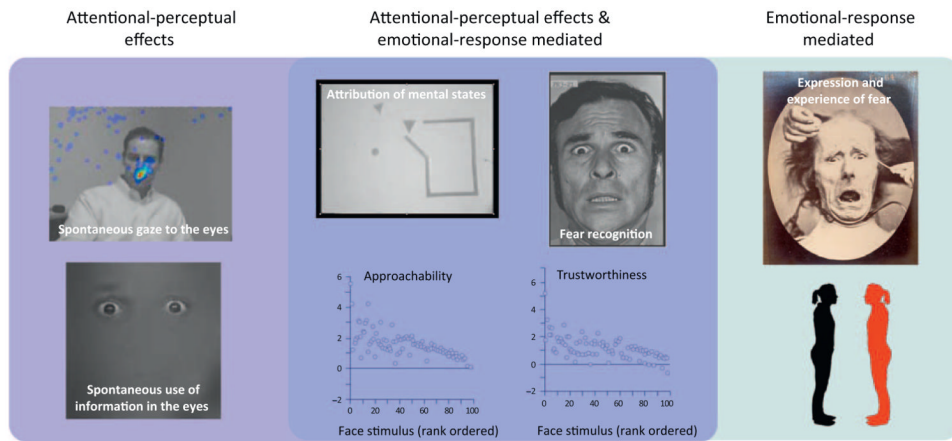 Attentional-perceptual
effects
Attentional-perceptual effects &
emotional-response mediated
Emotional-response
mediated
Spontaneous gaze to the eyes
Spontaneous use of
information in the eyes
Attribution of mental states
Fear recognition
Approachability
6
4
2
0
−2
0 20 40 60 80 100
Face stimulus (rank ordered)
Trustworthiness
6
4
2
0
−2
0 20 40 60 80 100
Face stimulus (rank ordered)
Expression and
experience of fear